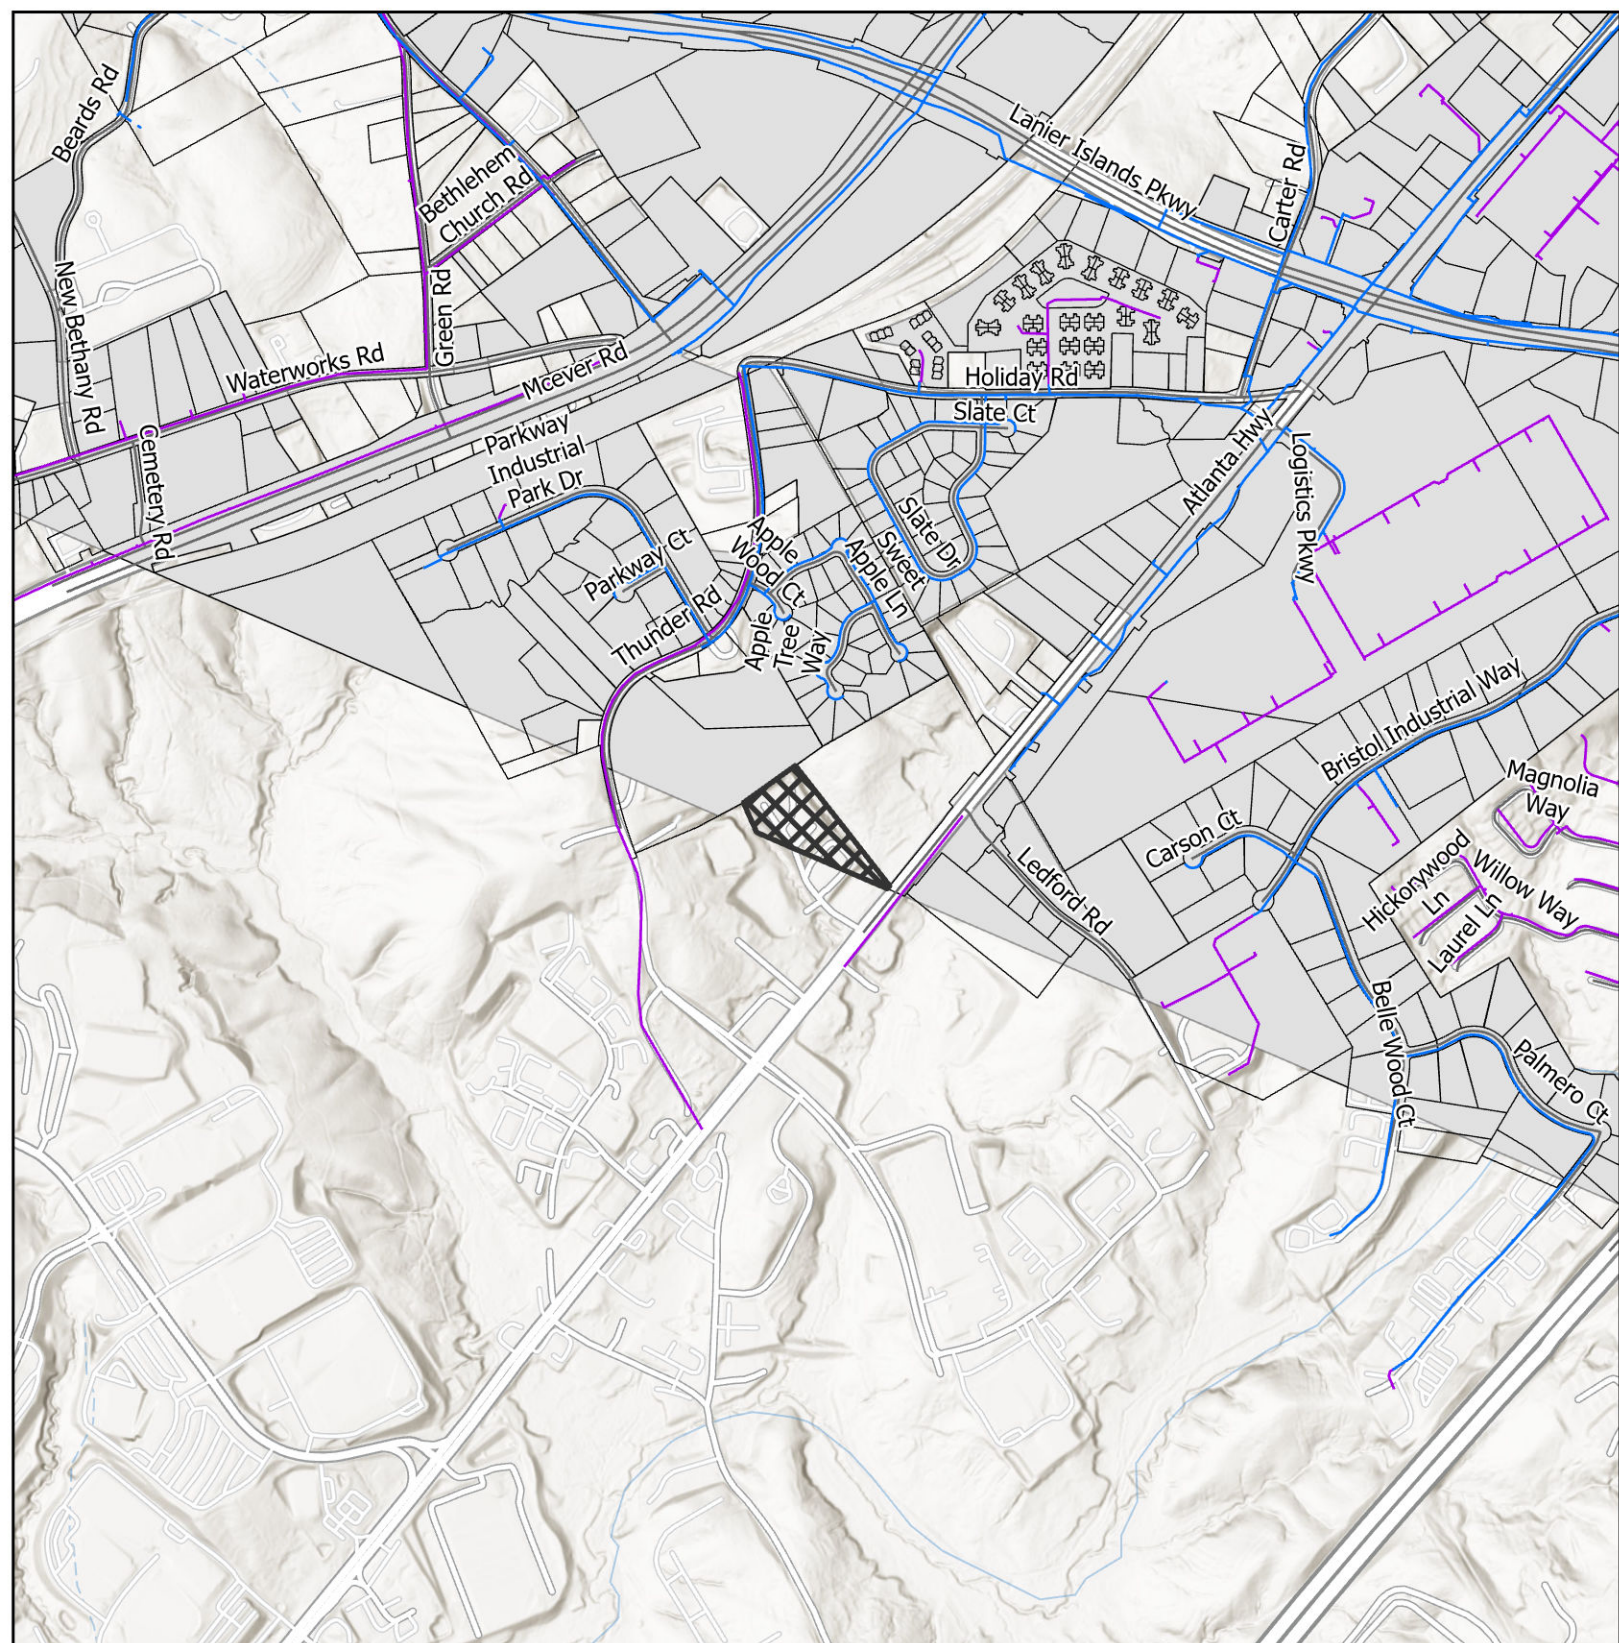 Beards Rd
Lanier Islands Pkwy
Carter Rd
Bethlehem
Church Rd
New Bethany Rd
Green Rd
Waterworks Rd
Mcever Rd
Holiday Rd
Slate Ct
Cemetery Rd
Parkway
Industrial
Park Dr
Atlanta Hwy
Logistics Pkwy
Slate Dr
Sweet
Apple Ln
Apple
Wood Ct
Parkway Ct
Thunder Rd
Apple
Tree
Way
Bristol Industrial Way
Magnolia
Way
Carson Ct
Ledford Rd
Hickorywood
Ln
Willow Way
Laurel Ln
Belle Wood Ct
Palmero Ct